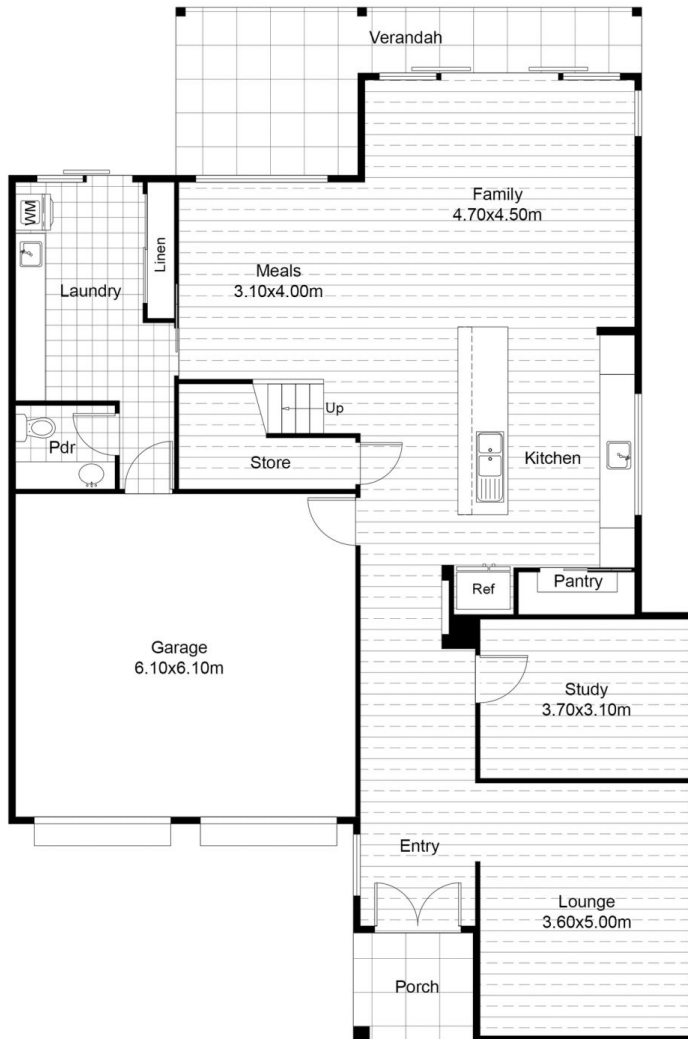 Verandah
Family
4.70x4.50m
WM
Linen
Meals
3.10x4.00m
Laundry
Up
Pdr
Store
Kitchen
Ref
Pantry
Garage
6.10x6.10m
Study
3.70x3.10m
Entry
Lounge
3.60x5.00m
Porch